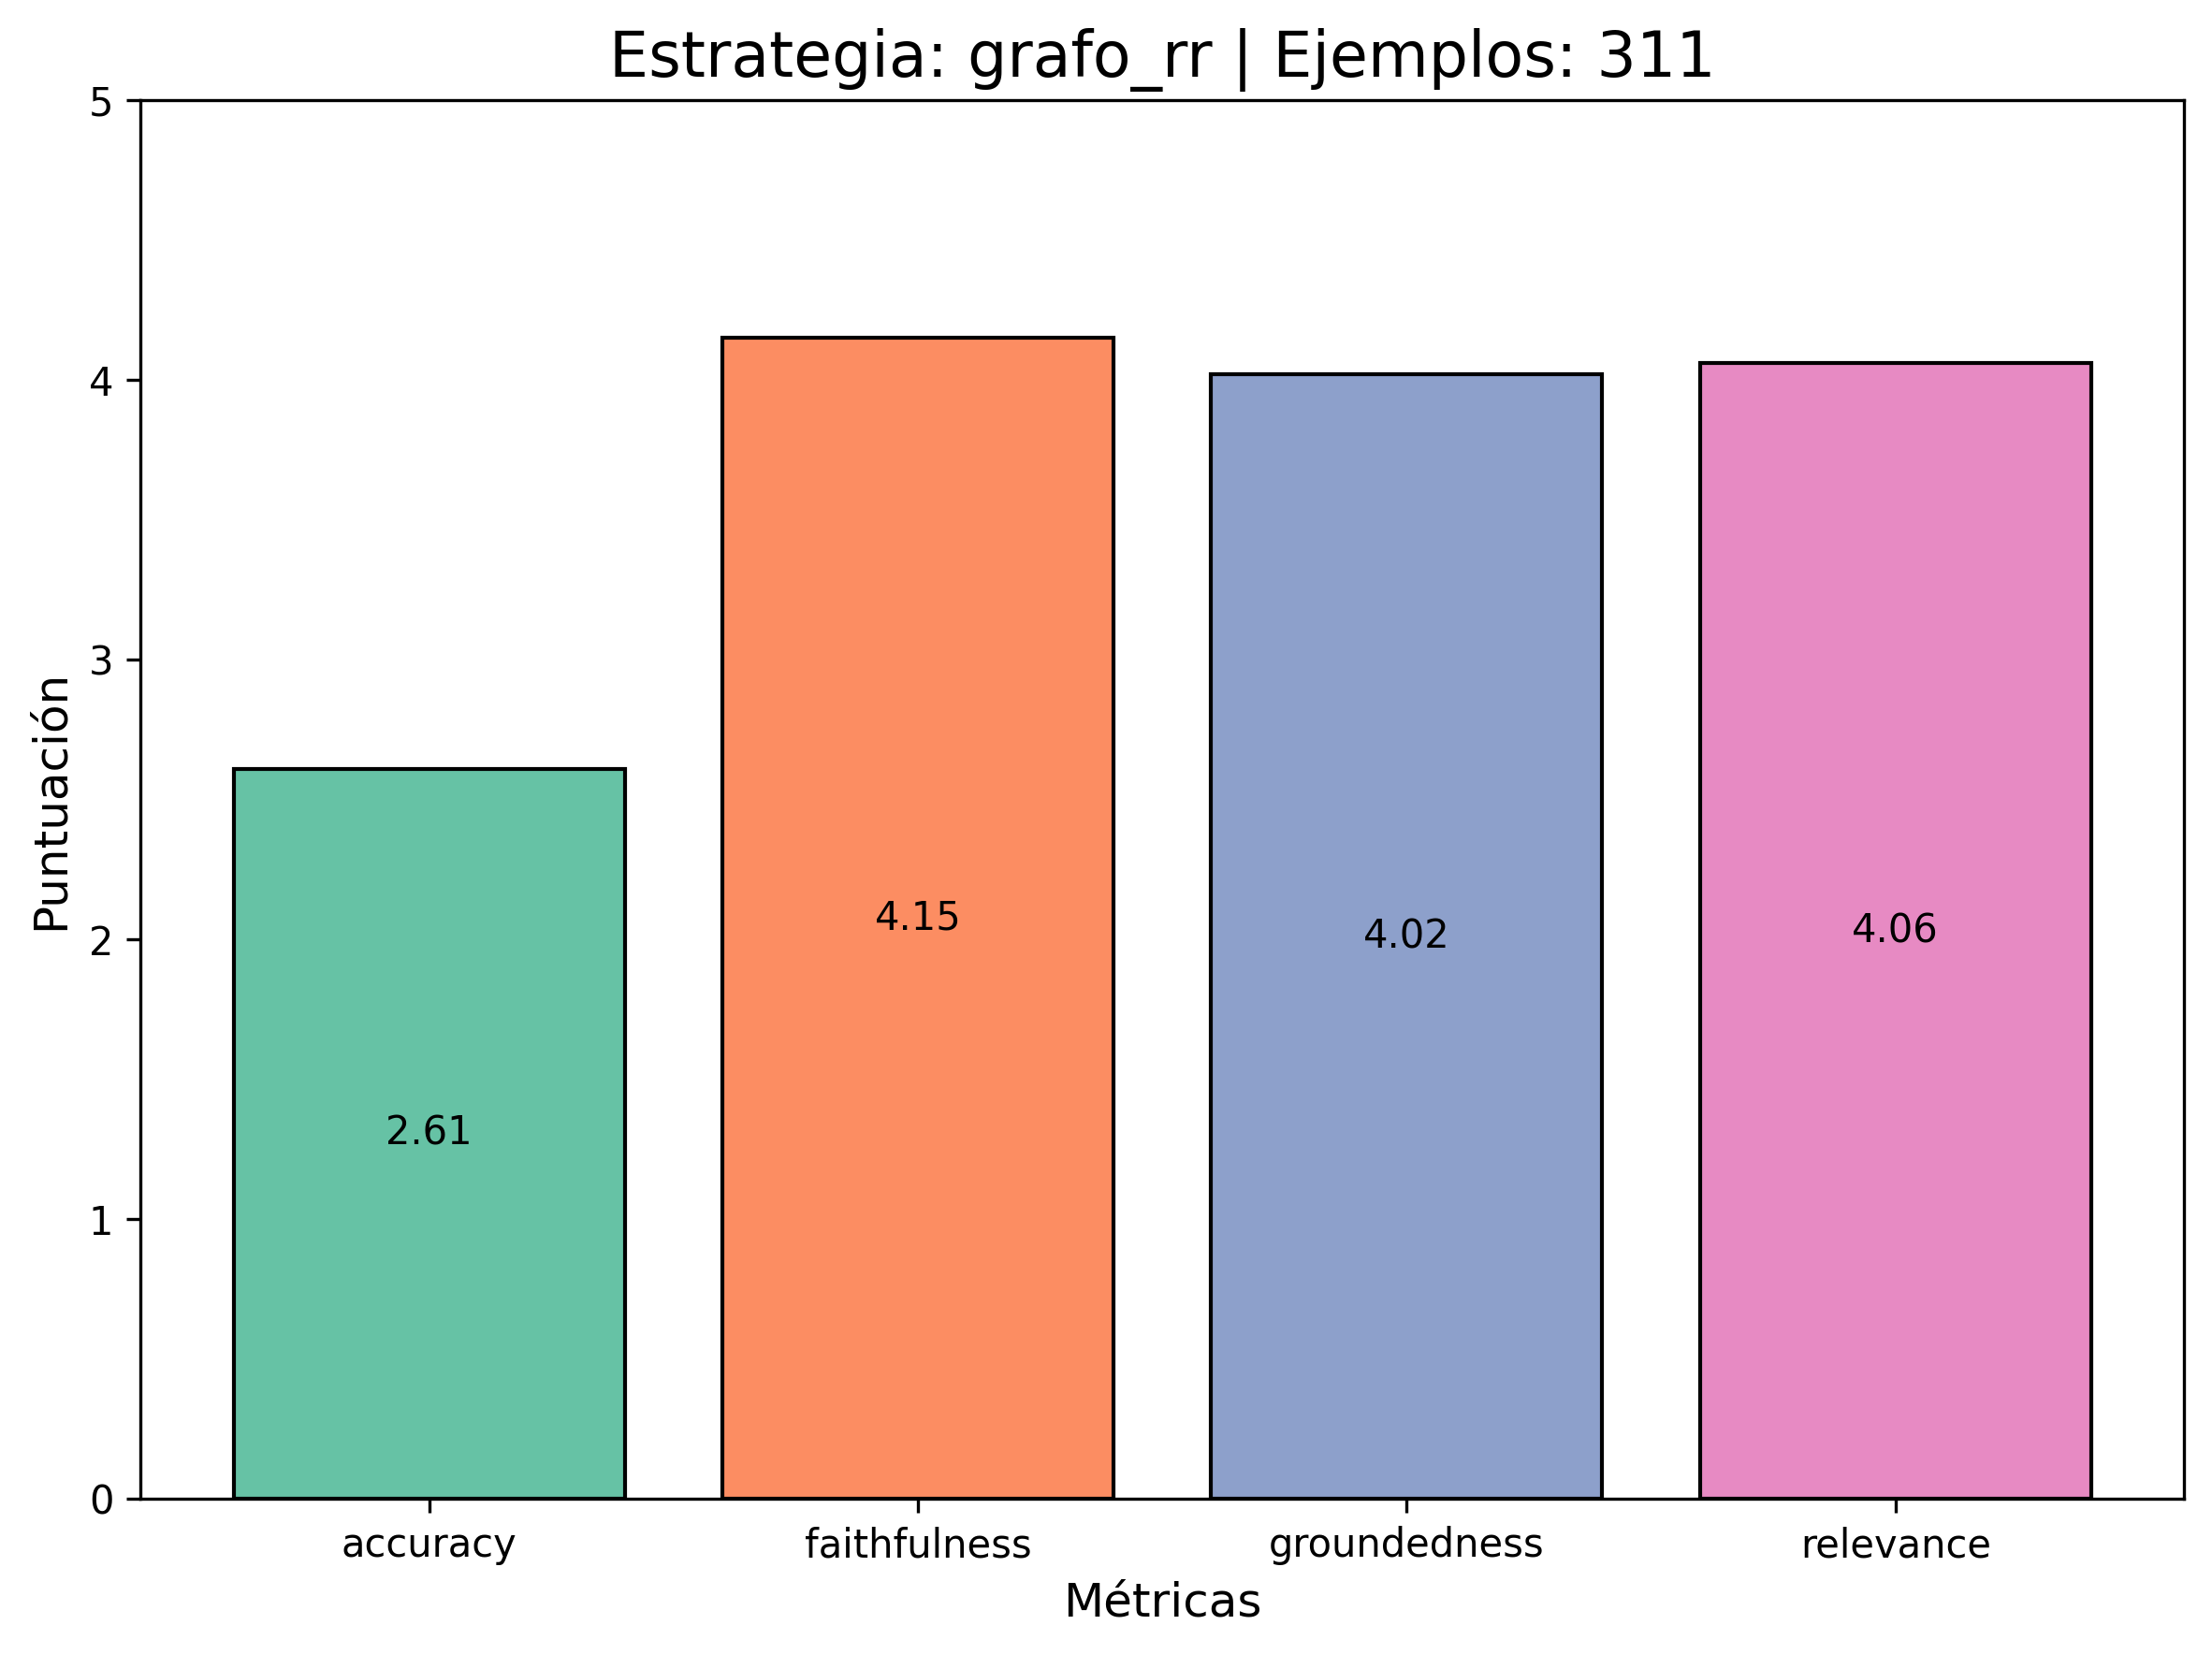 Estrategia: grafo_rr | Ejemplos: 311
Puntuación
5
4
3
2
1
0
2.61
4.15
4.02
4.06
accuracy
faithfulness
groundedness
relevance
Métricas